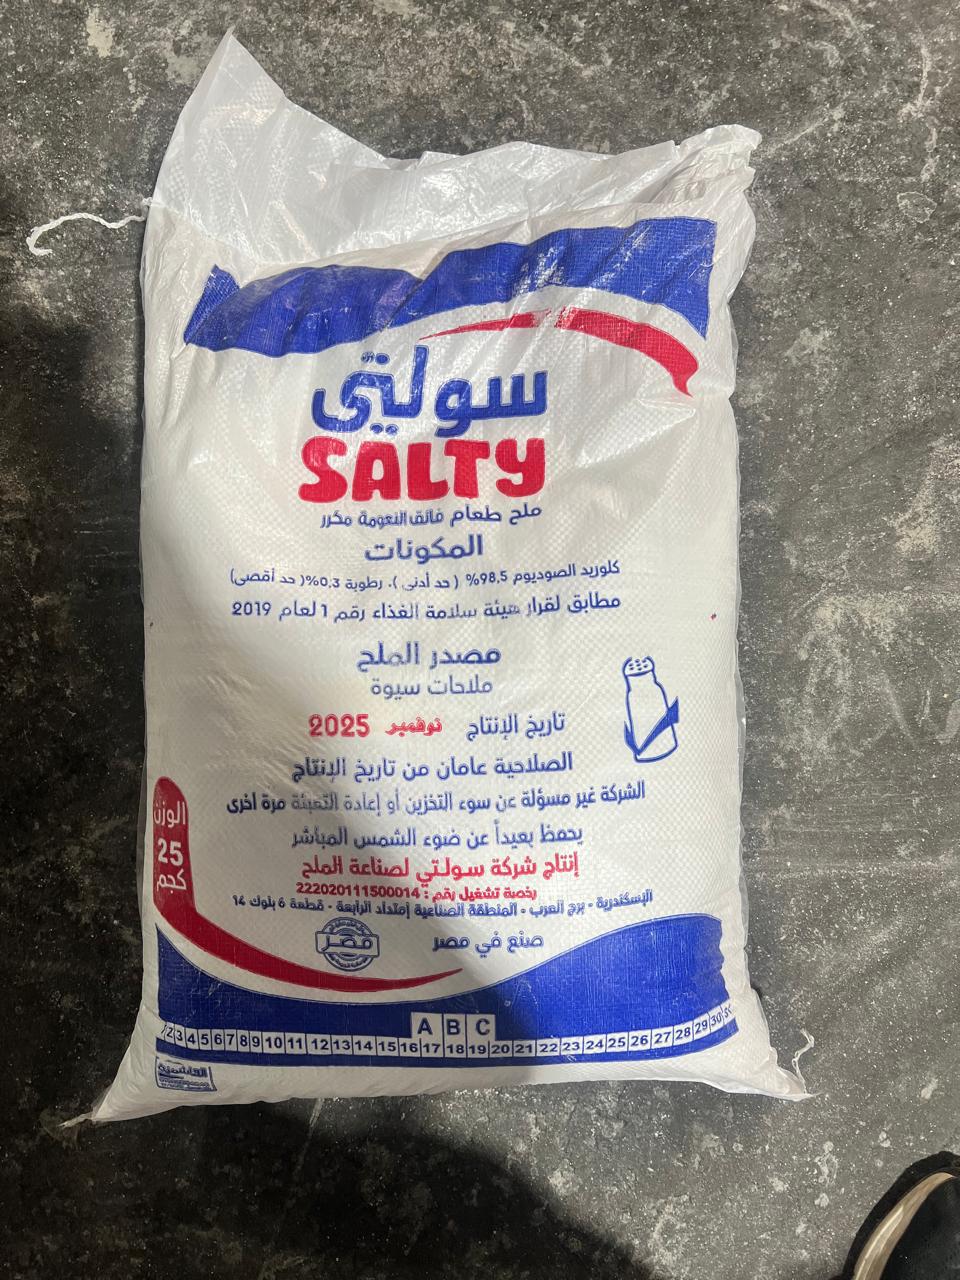 سولتي
SALTY
ملح طعام فائق النعومة مكرر
المكونات
كلوريد الصوديوم 98,5% (حد أدنى)، رطوبة 0,3% (حد أقصى)
مطابق لقرار هيئة سلامة الغذاء رقم 1 لعام 2019
مصدر الملح
ملاحات سيوة
تاريخ الإنتاج نوفمبر 2025
الصلاحية عامان من تاريخ الإنتاج
الشركة غير مسؤلة عن سوء التخزين أو إعادة التعبئة مرة اخرى
يحفظ بعيداً عن ضوء الشمس المباشر
الوزن
25
كجم
إنتاج شركة سولتي لصناعة الملح
رخصة تشغيل رقم : 222020111500014
الإسكندرية - برج العرب - المنطقة الصناعية إمتداد الرابعة - قطعة 6 بلوك 14
صنع في مصر
مصر
A B C
1 2 3 4 5 6 7 8 9 10 11 12 13 14 15 16 17 18 19 20 21 22 23 24 25 26 27 28 29 30
الهاشمية